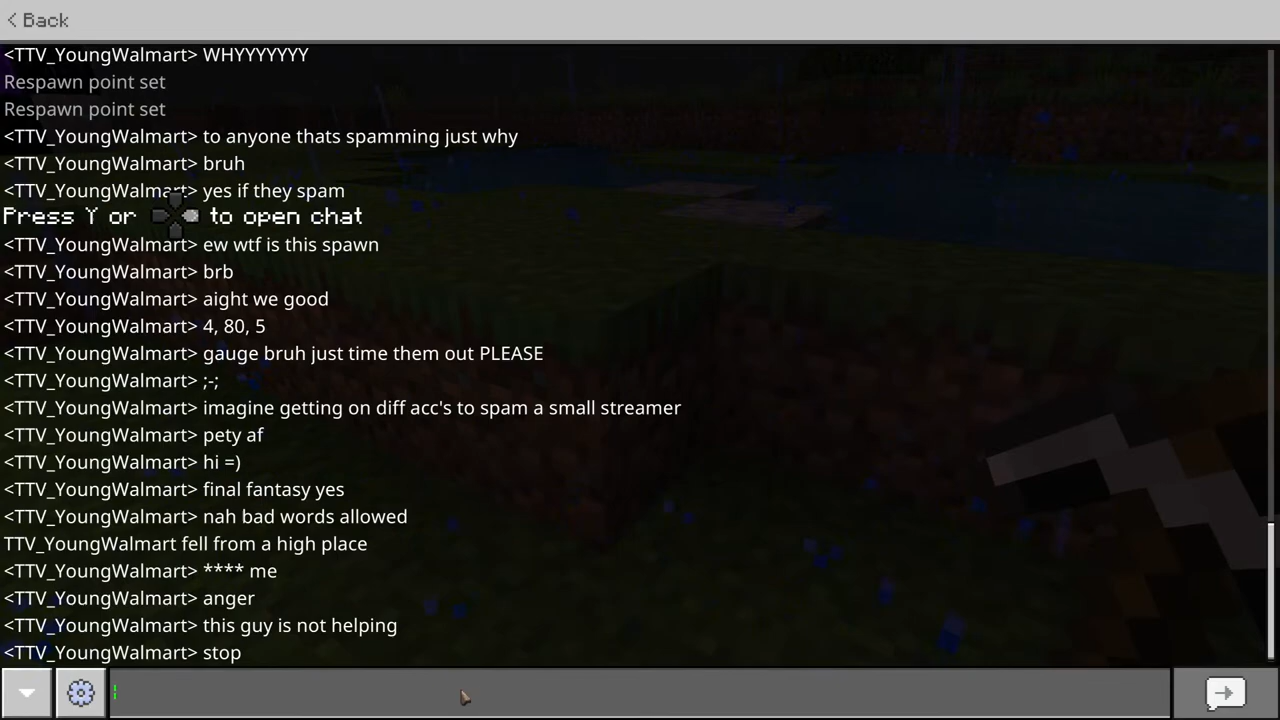 Back
<TTV_YoungWalmart> WHYYYYYYY
Respawn point set
Respawn point set
<TTV_YoungWalmart> to anyone thats spamming just why
<TTV_YoungWalmart> bruh
<TTV_YoungWalmart> yes if they spam
Press Y or to open chat
<TTV_YoungWalmart> ew wtf is this spawn
<TTV_YoungWalmart> brb
<TTV_YoungWalmart> aight we good
<TTV_YoungWalmart> 4, 80, 5
<TTV_YoungWalmart> gauge bruh just time them out PLEASE
<TTV_YoungWalmart> ;-;
<TTV_YoungWalmart> imagine getting on diff acc's to spam a small streamer
<TTV_YoungWalmart> pety af
<TTV_YoungWalmart> hi =)
<TTV_YoungWalmart> final fantasy yes
<TTV_YoungWalmart> nah bad words allowed
TTV_YoungWalmart fell from a high place
<TTV_YoungWalmart> **** me
<TTV_YoungWalmart> anger
<TTV_YoungWalmart> this guy is not helping
<TTV_YoungWalmart> stop